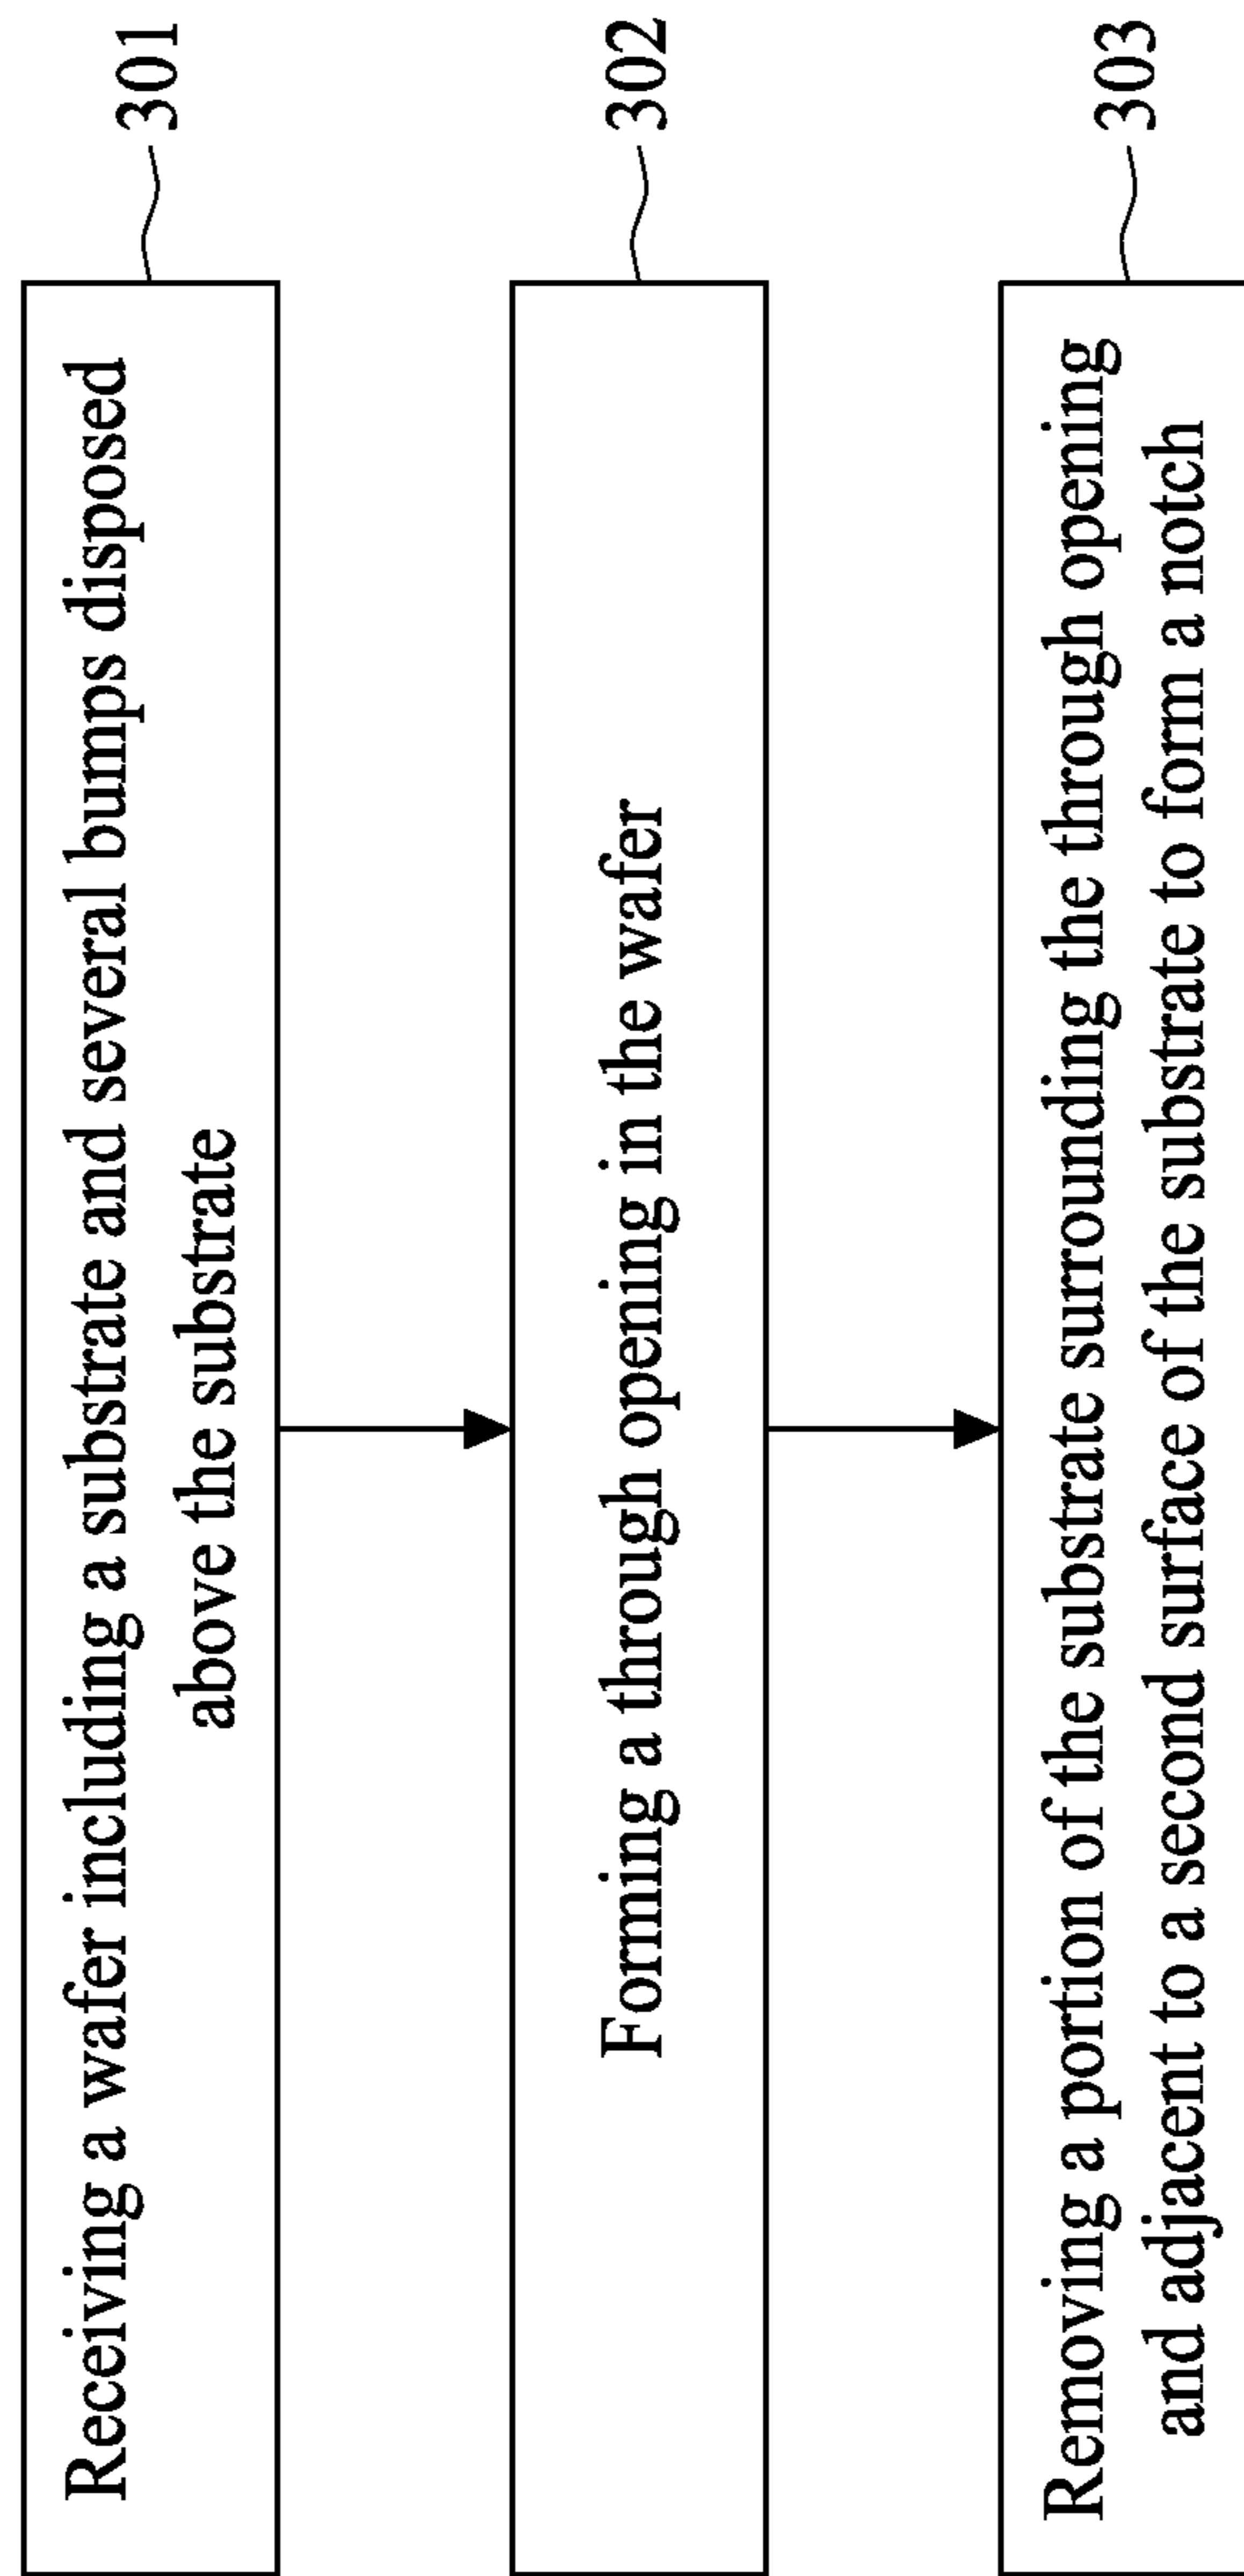 Receiving a wafer including a substrate and several bumps disposed
above the substrate
301
Forming a through opening in the wafer
302
Removing a portion of the substrate surrounding the through opening
and adjacent to a second surface of the substrate to form a notch
303